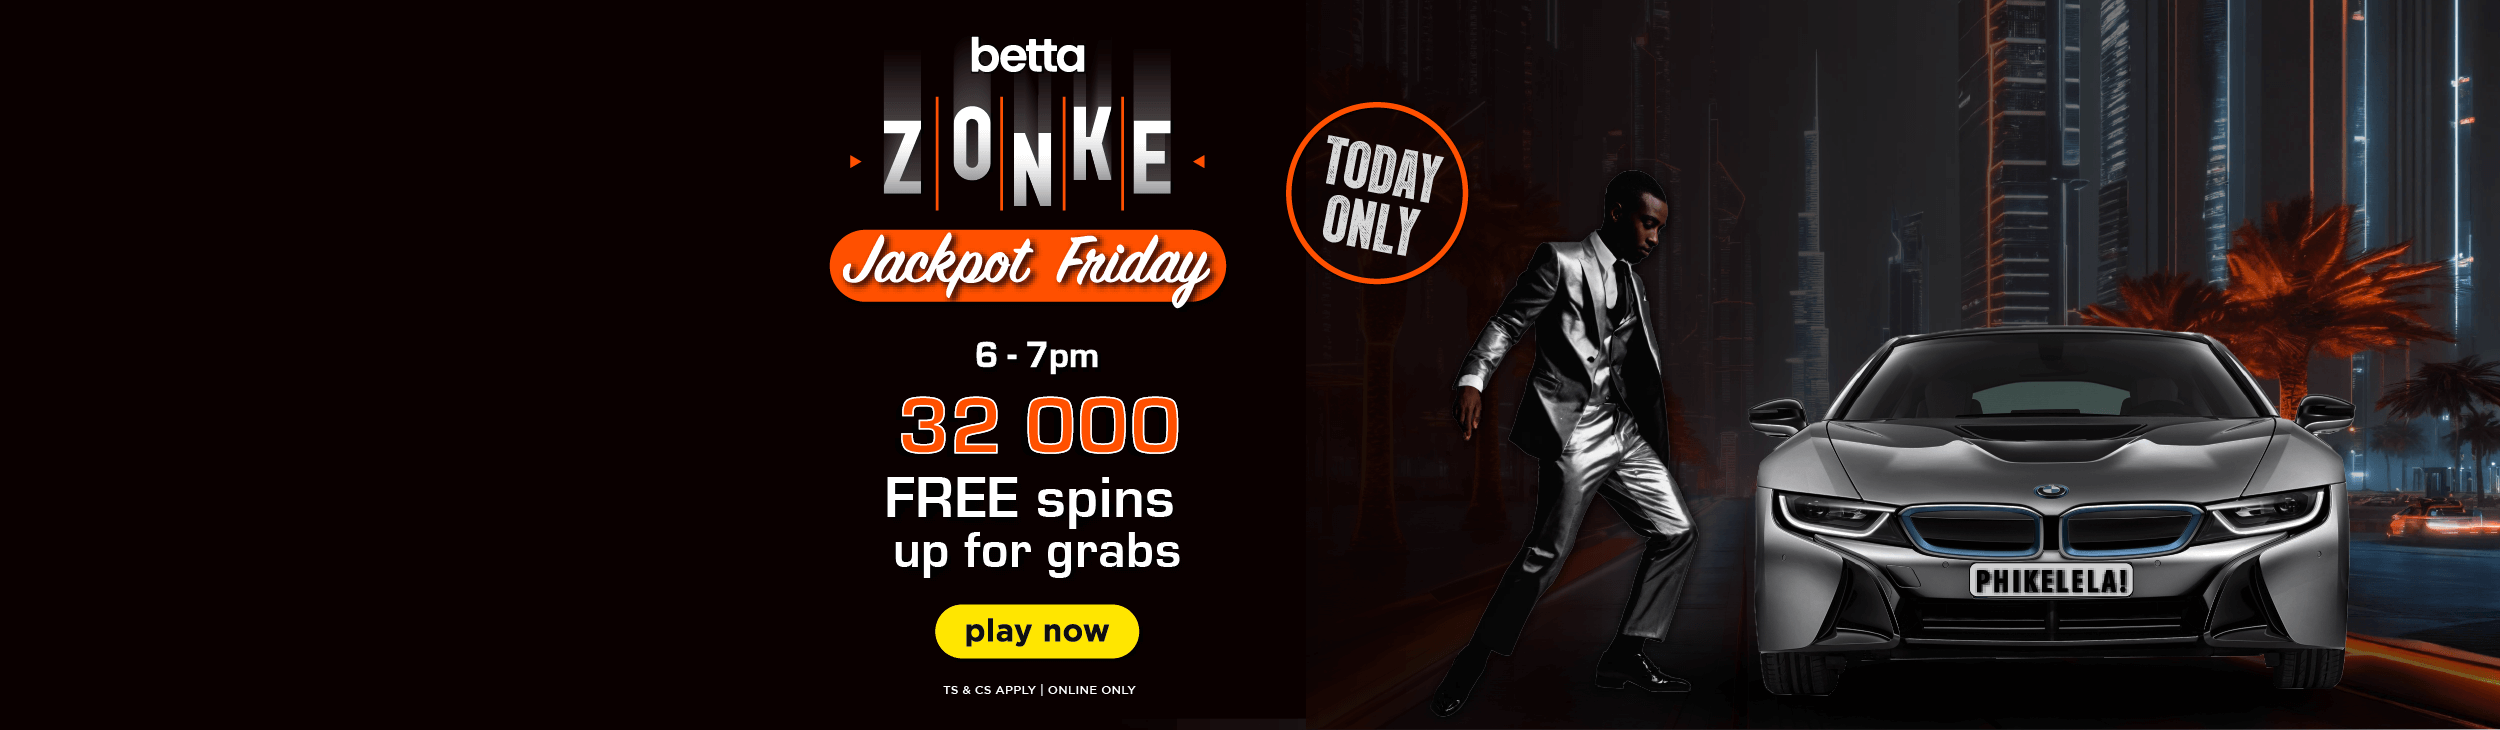 betta
ZONKE
Jackpot Friday
6 - 7pm
32 000
FREE spins
up for grabs
play now
TS & CS APPLY | ONLINE ONLY
TODAY
ONLY
PHIKELELA!